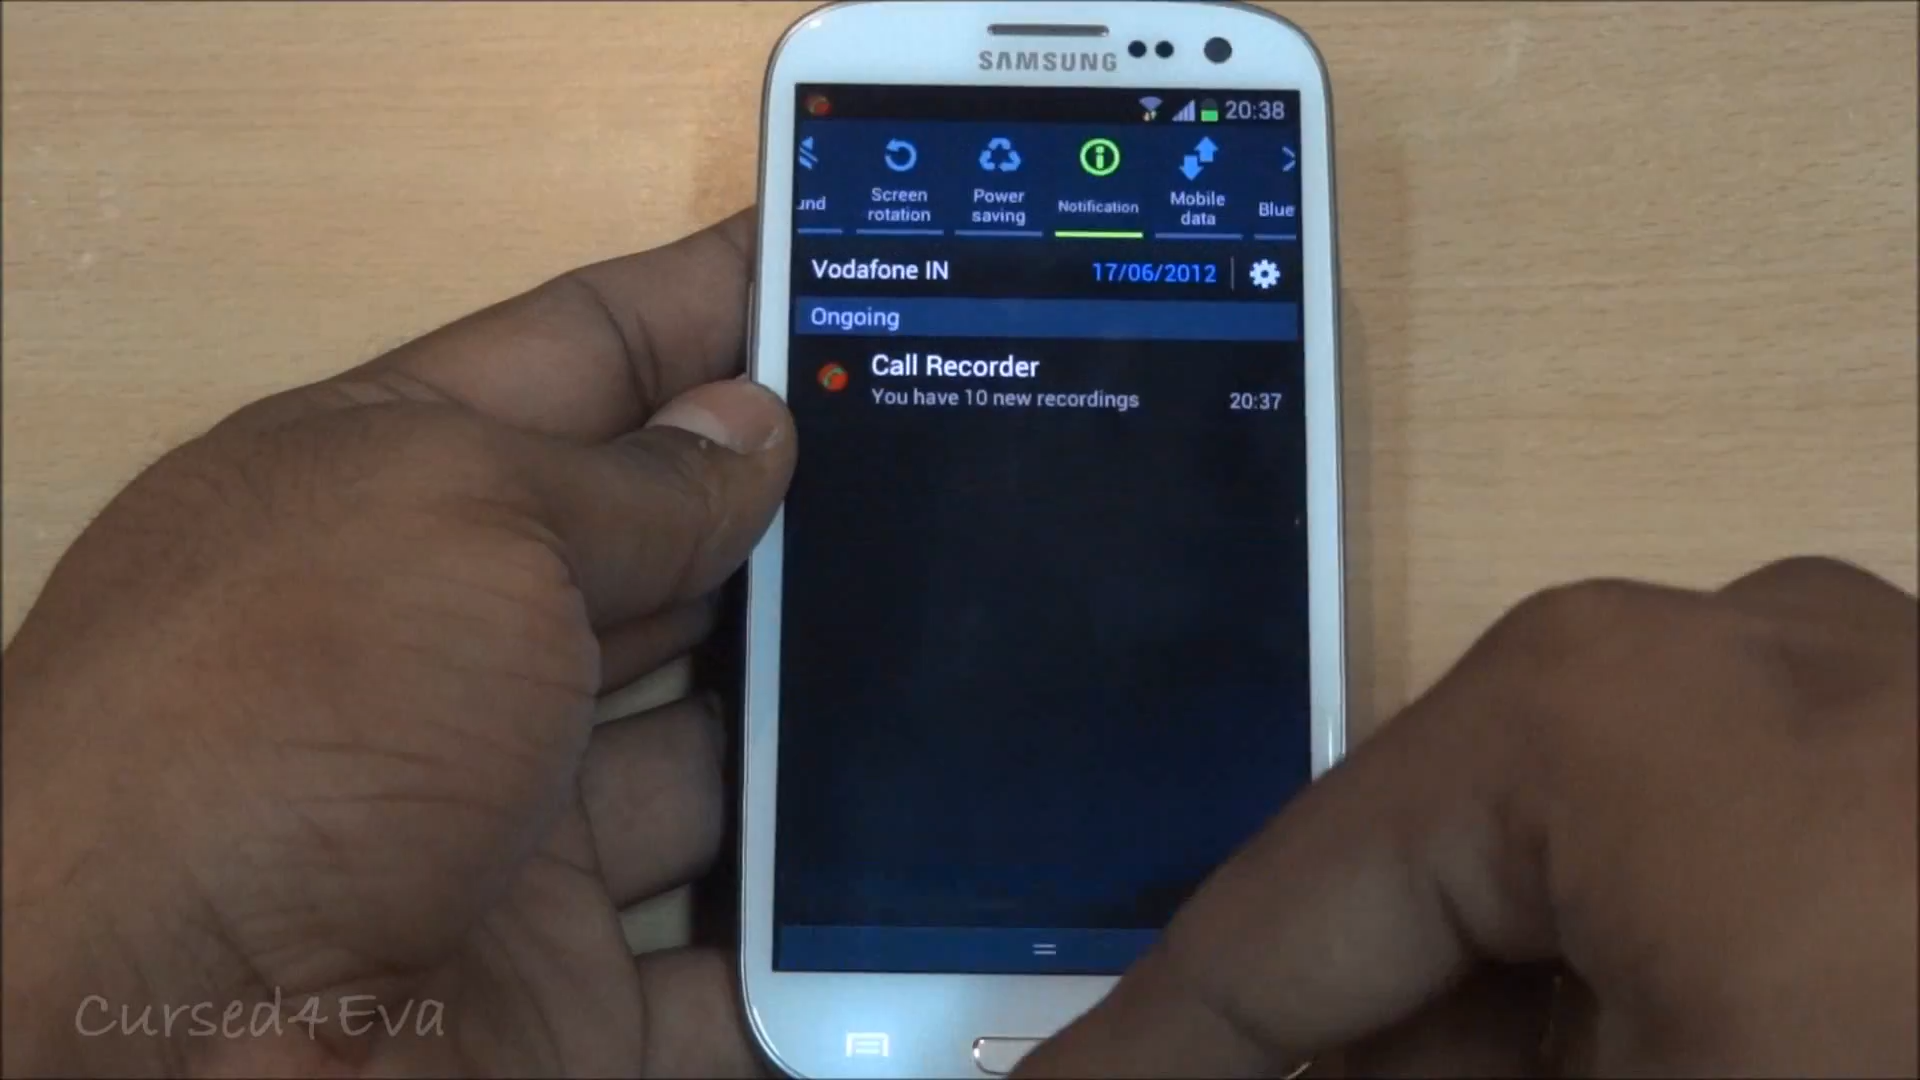 SAMSUNG
20:38
und
Screen
rotation
Power
saving
Notification
Mobile
data
Blue
Vodafone IN
17/06/2012
Ongoing
Call Recorder
You have 10 new recordings
20:37
Cursed4Eva